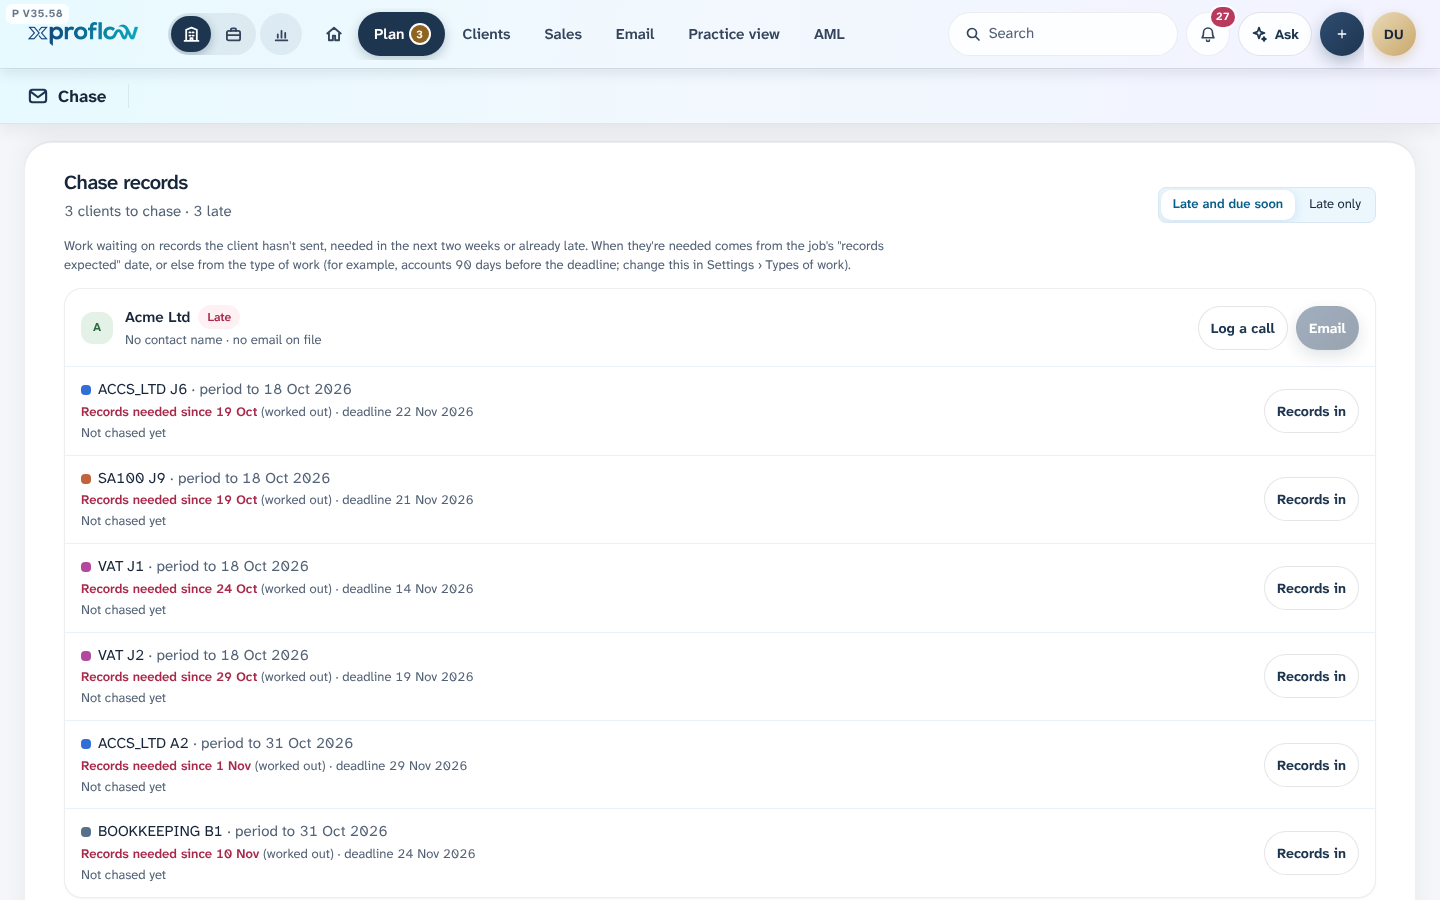 P V35.58
xproflow
Plan 3
Clients
Sales
Email
Practice view
AML
Search
27
Ask
+
DU
Chase
Chase records
3 clients to chase · 3 late
Late and due soon
Late only
Work waiting on records the client hasn't sent, needed in the next two weeks or already late. When they're needed comes from the job's "records
expected" date, or else from the type of work (for example, accounts 90 days before the deadline; change this in Settings › Types of work).
A
Acme Ltd Late
No contact name · no email on file
Log a call
Email
ACCS_LTD J6 · period to 18 Oct 2026
Records needed since 19 Oct (worked out) · deadline 22 Nov 2026
Not chased yet
Records in
SA100 J9 · period to 18 Oct 2026
Records needed since 19 Oct (worked out) · deadline 21 Nov 2026
Not chased yet
Records in
VAT J1 · period to 18 Oct 2026
Records needed since 24 Oct (worked out) · deadline 14 Nov 2026
Not chased yet
Records in
VAT J2 · period to 18 Oct 2026
Records needed since 29 Oct (worked out) · deadline 19 Nov 2026
Not chased yet
Records in
ACCS_LTD A2 · period to 31 Oct 2026
Records needed since 1 Nov (worked out) · deadline 29 Nov 2026
Not chased yet
Records in
BOOKKEEPING B1 · period to 31 Oct 2026
Records needed since 10 Nov (worked out) · deadline 24 Nov 2026
Not chased yet
Records in